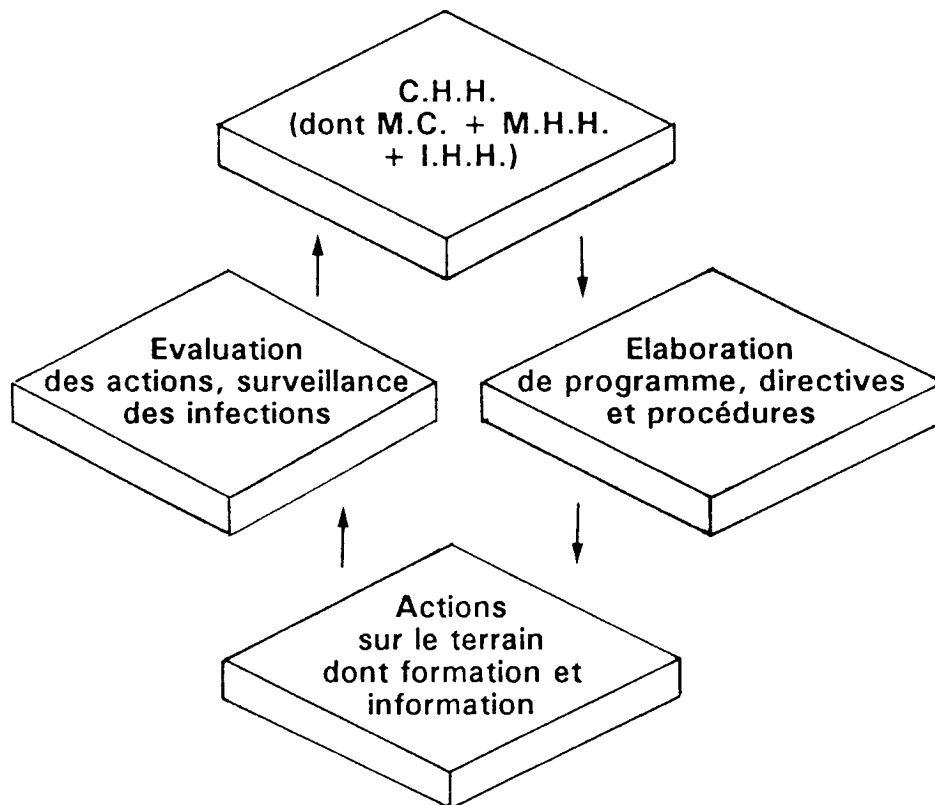 C.H.H.
(dont M.C. + M.H.H.
+ I.H.H.)
Evaluation
des actions, surveillance
des infections
Elaboration
de programme, directives
et procédures
Actions
sur le terrain
dont formation et
information